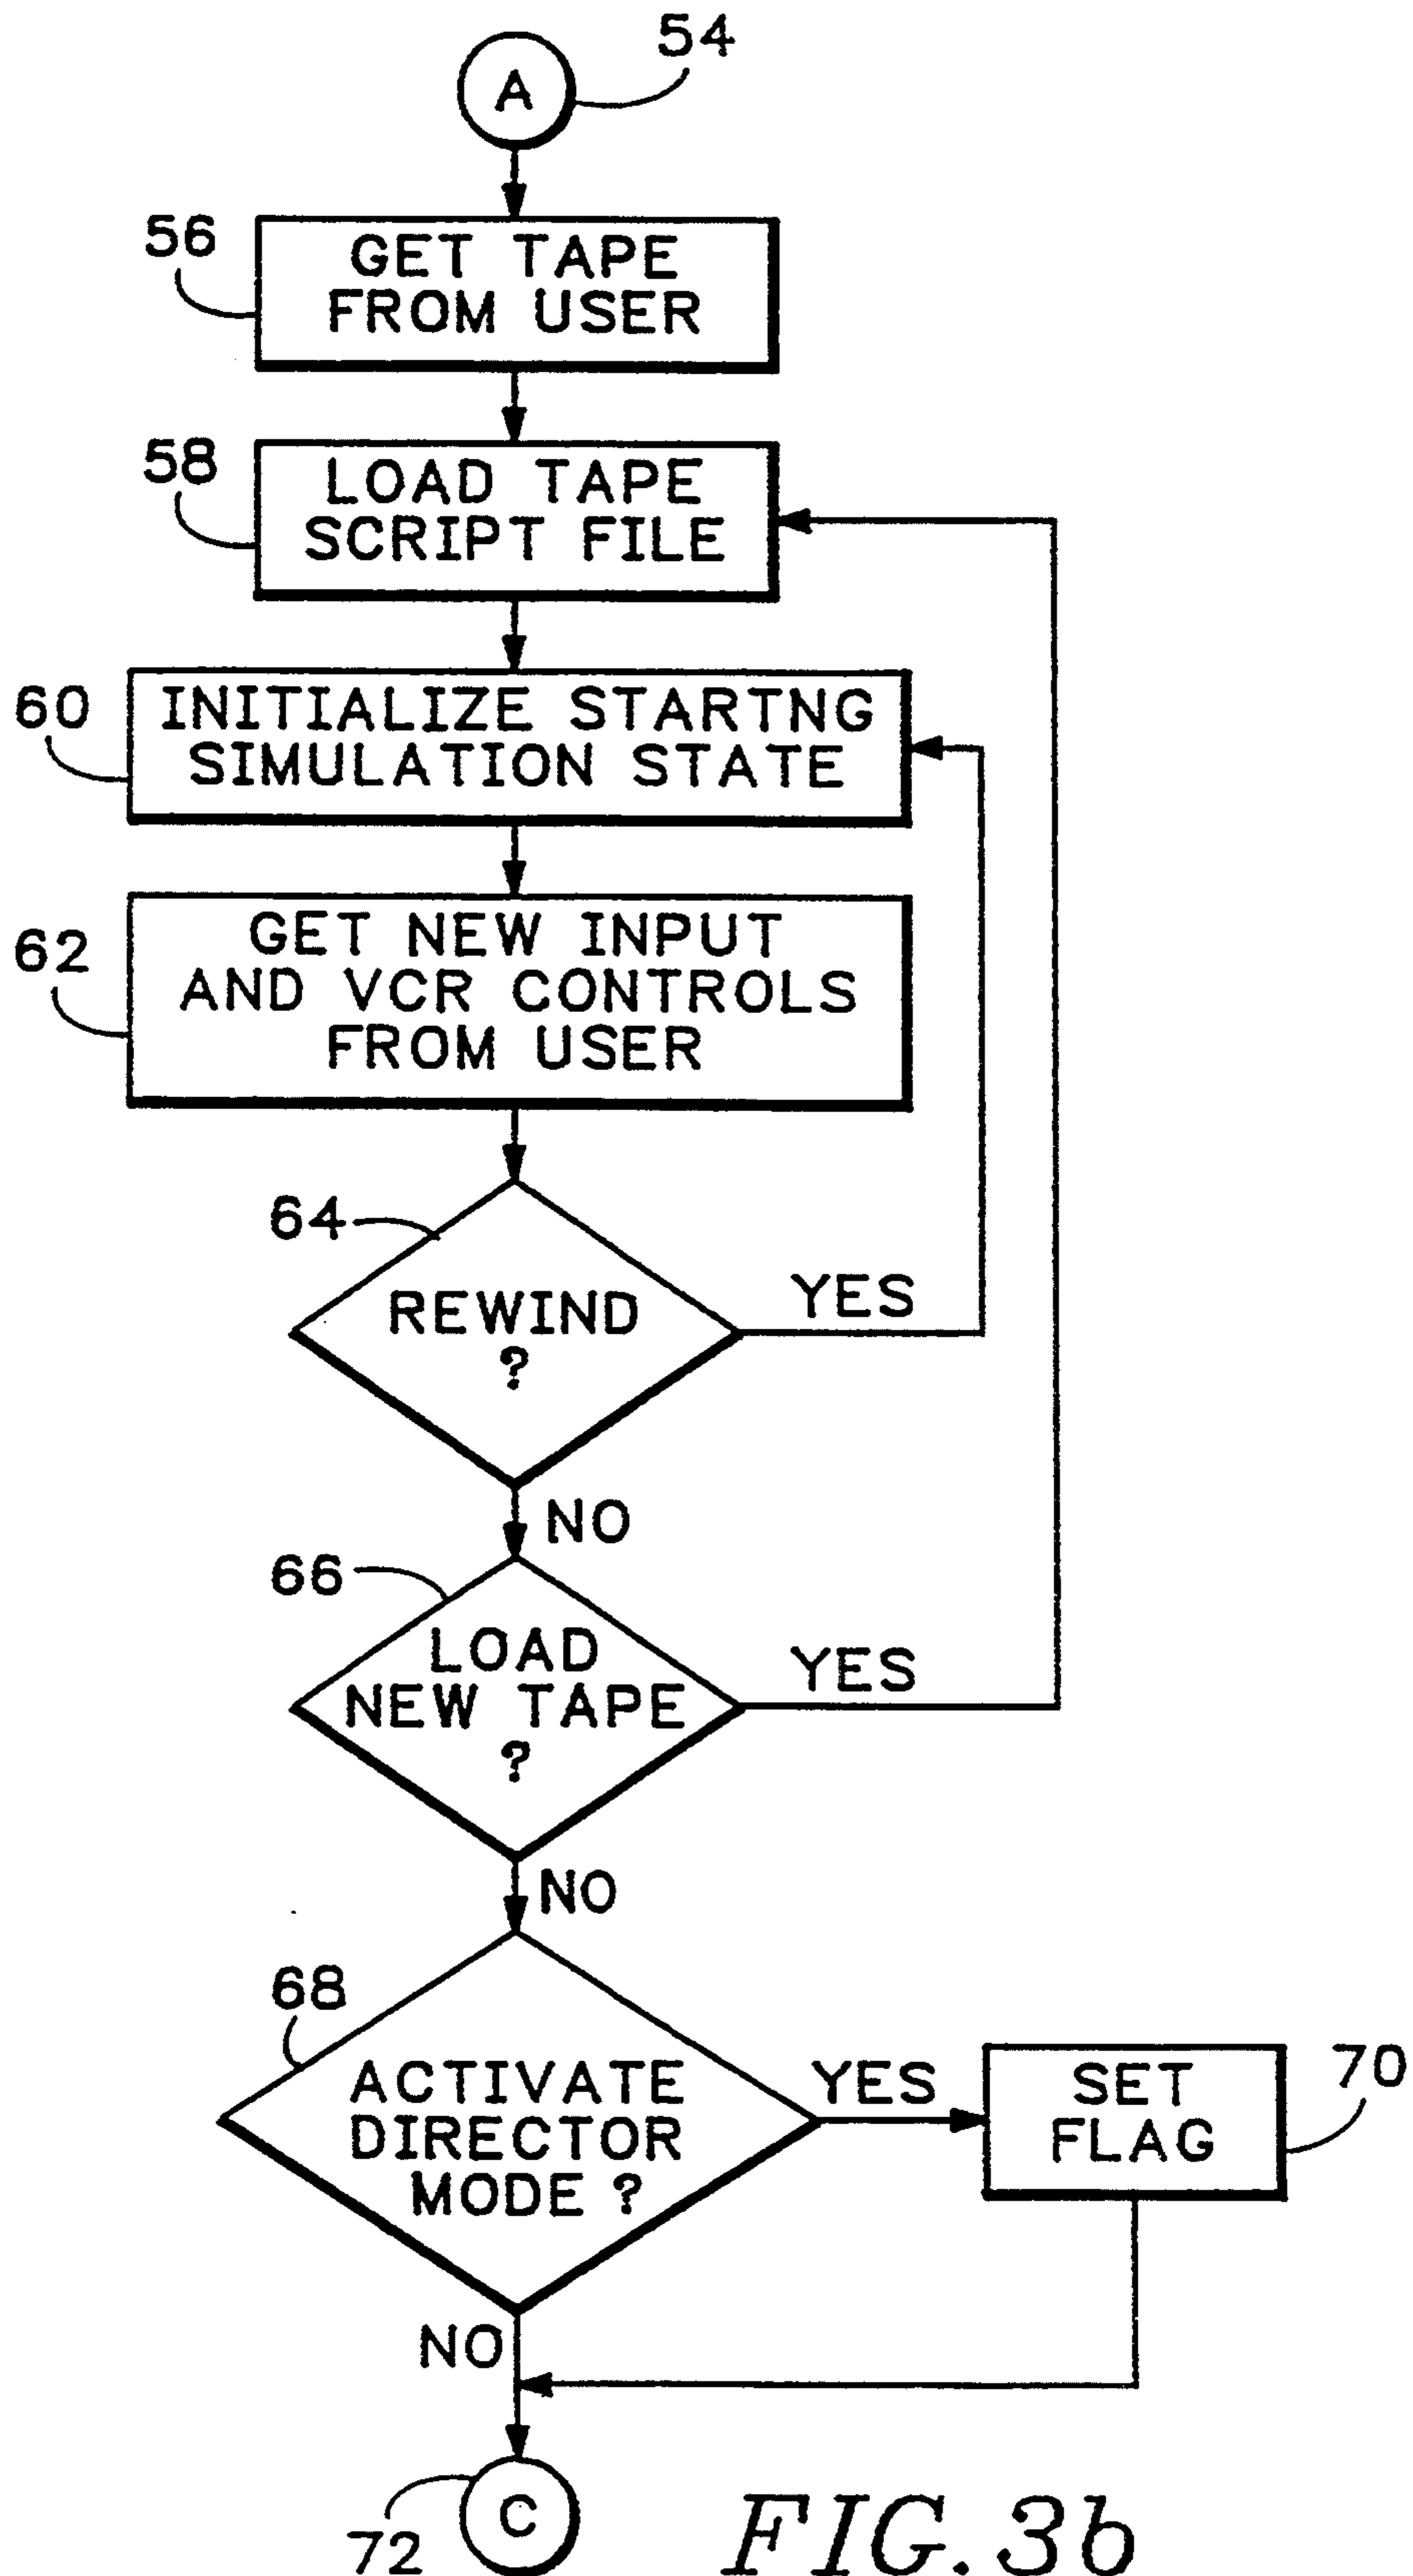 54
A
56
GET TAPE
FROM USER
58
LOAD TAPE
SCRIPT FILE
60
INITIALIZE STARTNG
SIMULATION STATE
62
GET NEW INPUT
AND VCR CONTROLS
FROM USER
64
REWIND
?
YES
NO
66
LOAD
NEW TAPE
?
YES
NO
68
ACTIVATE
DIRECTOR
MODE ?
YES
SET
FLAG
70
NO
C
72
FIG. 3b